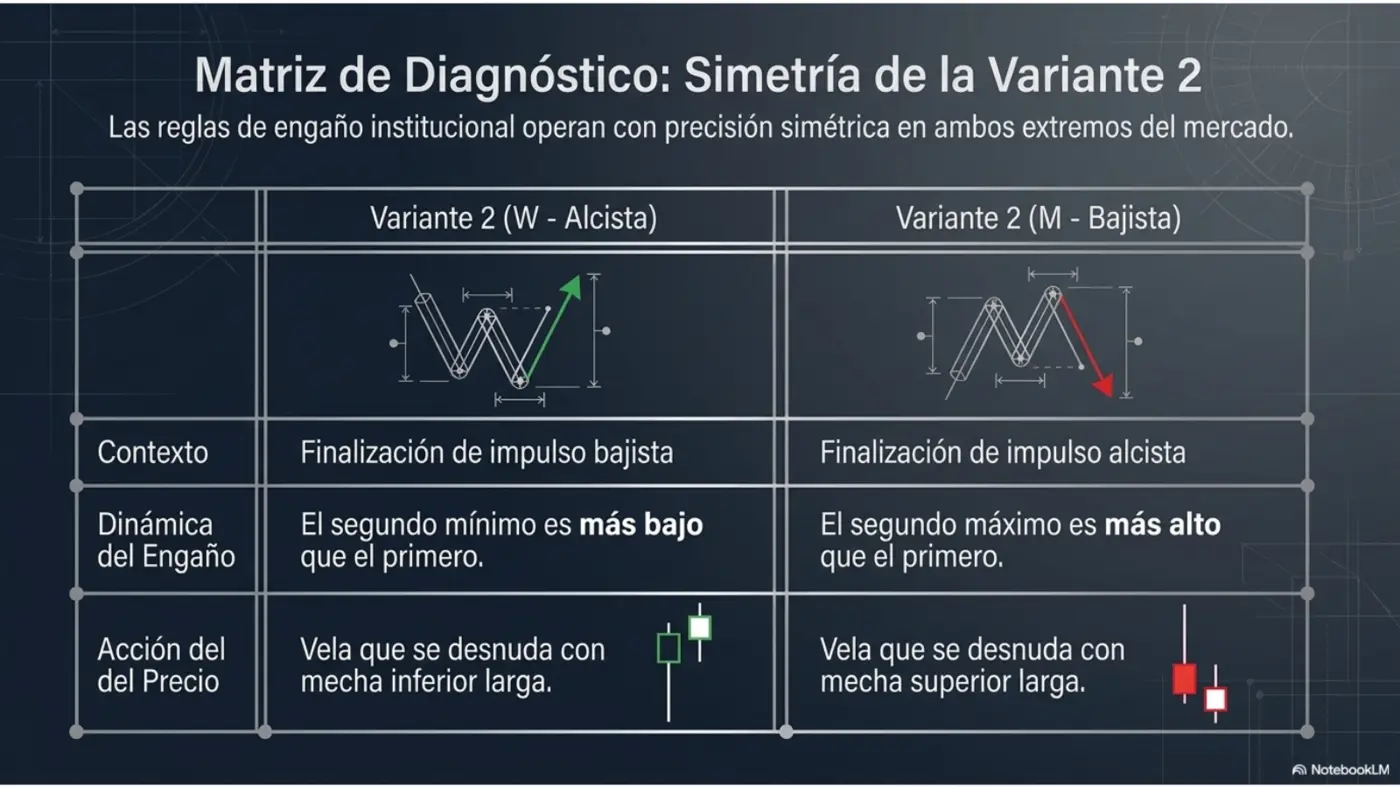 Matriz de Diagnóstico: Simetría de la Variante 2
Las reglas de engaño institucional operan con precisión simétrica en ambos extremos del mercado.
Variante 2 (W - Alcista)
Variante 2 (M - Bajista)
Contexto
Finalización de impulso bajista
Finalización de impulso alcista
Dinámica
del Engaño
El segundo mínimo es más bajo
que el primero.
El segundo máximo es más alto
que el primero.
Acción del
del Precio
Vela que se desnuda con
mecha inferior larga.
Vela que se desnuda con
mecha superior larga.
NotebookLM